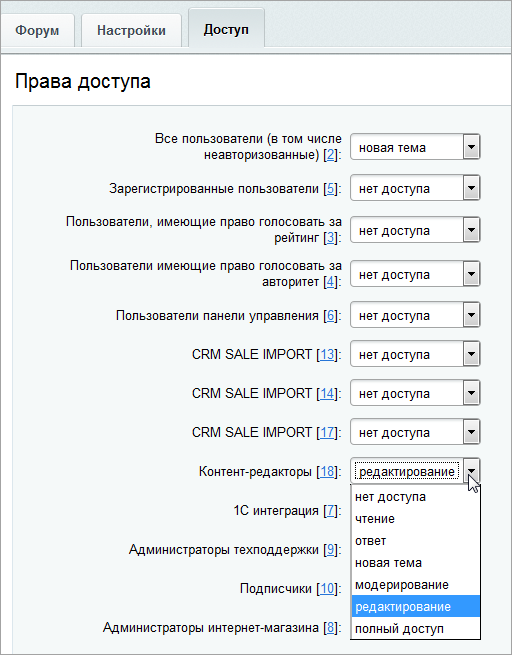 Форум Настройки Доступ
Права доступа
Все пользователи (в том числе
неавторизованные) [2]: новая тема
Зарегистрированные пользователи [5]: нет доступа
Пользователи, имеющие право голосовать за
рейтинг [3]: нет доступа
Пользователи имеющие право голосовать за
авторитет [4]: нет доступа
Пользователи панели управления [6]: нет доступа
CRM SALE IMPORT [13]: нет доступа
CRM SALE IMPORT [14]: нет доступа
CRM SALE IMPORT [17]: нет доступа
Контент-редакторы [18]: редактирование
нет доступа
1С интеграция [7]: чтение
ответ
Администраторы техподдержки [9]: новая тема
Подписчики [10]: модерирование
редактирование
Администраторы интернет-магазина [8]: полный доступ